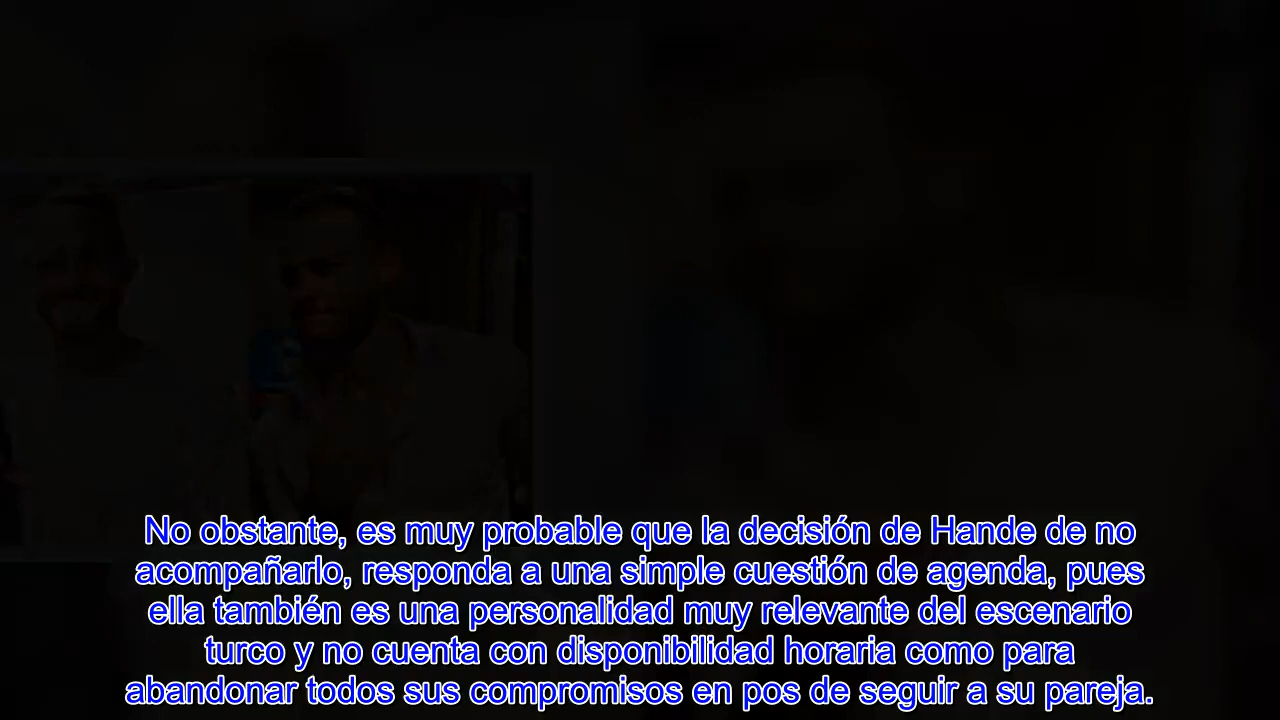 No obstante, es muy probable que la decisión de Hande de no
acompañarlo, responda a una simple cuestión de agenda, pues
ella también es una personalidad muy relevante del escenario
turco y no cuenta con disponibilidad horaria como para
abandonar todos sus compromisos en pos de seguir a su pareja.